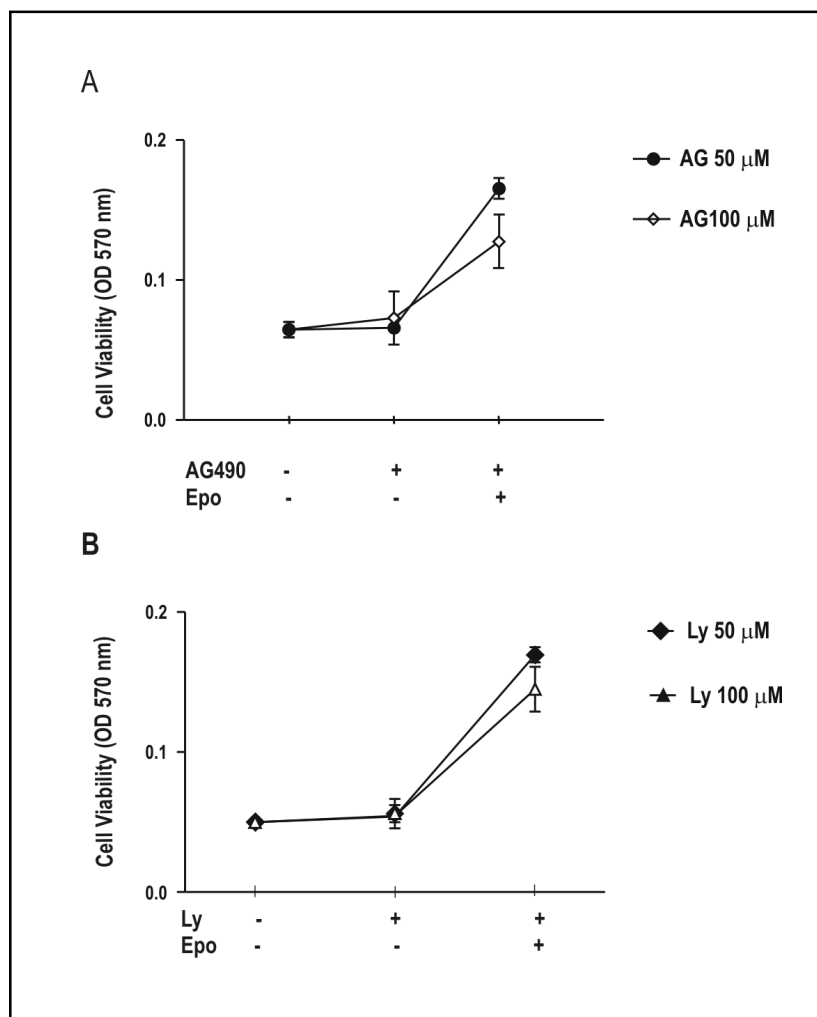 A
Cell Viability (OD 570 nm)
0.2
0.1
0.0
AG 50 μM
AG100 μM
AG490 - + +
Epo - - +
B
Cell Viability (OD 570 nm)
0.2
0.1
0.0
Ly 50 μM
Ly 100 μM
Ly - + +
Epo - - +